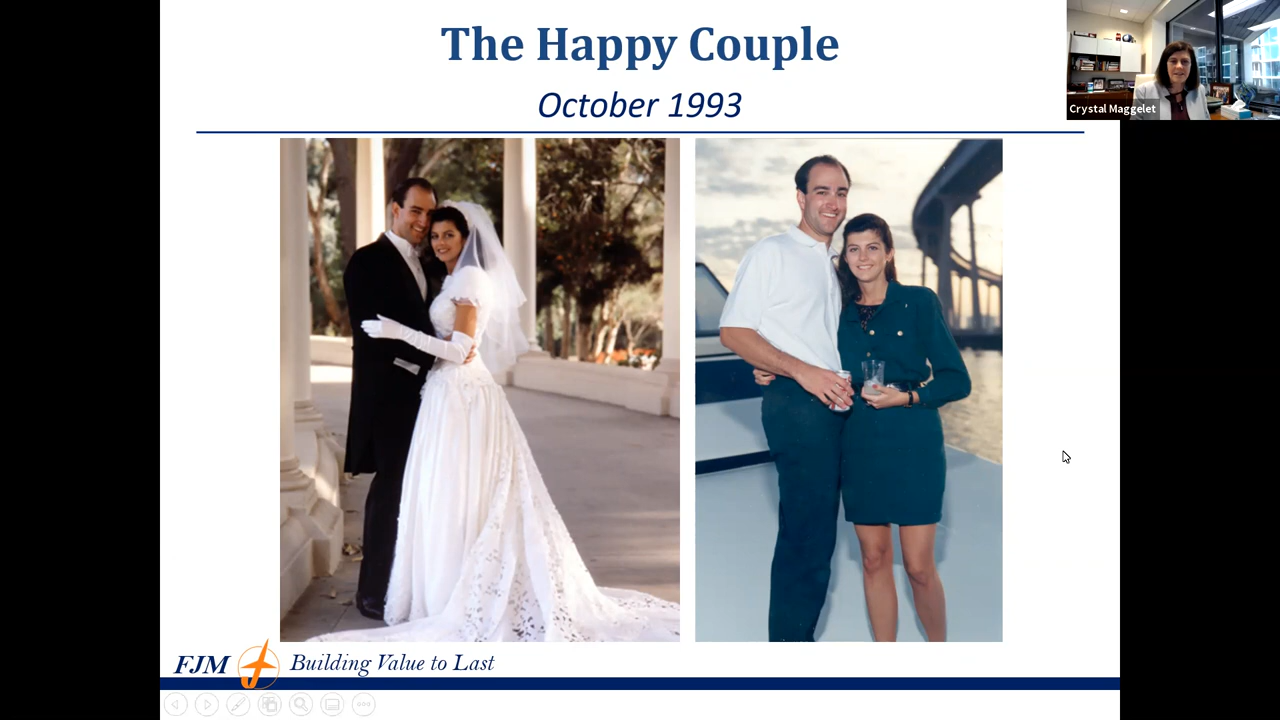 The Happy Couple
October 1993
Crystal Maggelet
FJM Building Value to Last